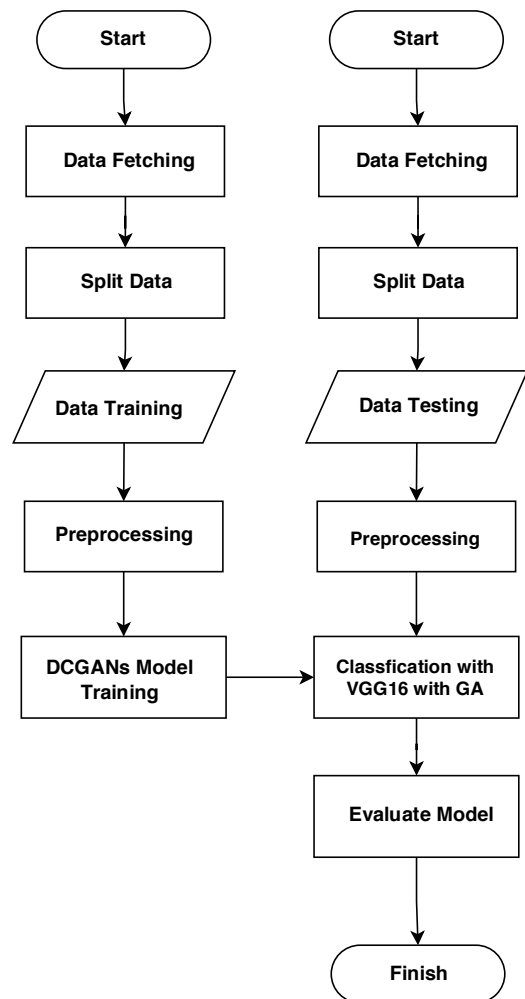 Start
Data Fetching
Split Data
Data Training
Preprocessing
DCGANs Model
Training
Start
Data Fetching
Split Data
Data Testing
Preprocessing
Classfication with
VGG16 with GA
Evaluate Model
Finish